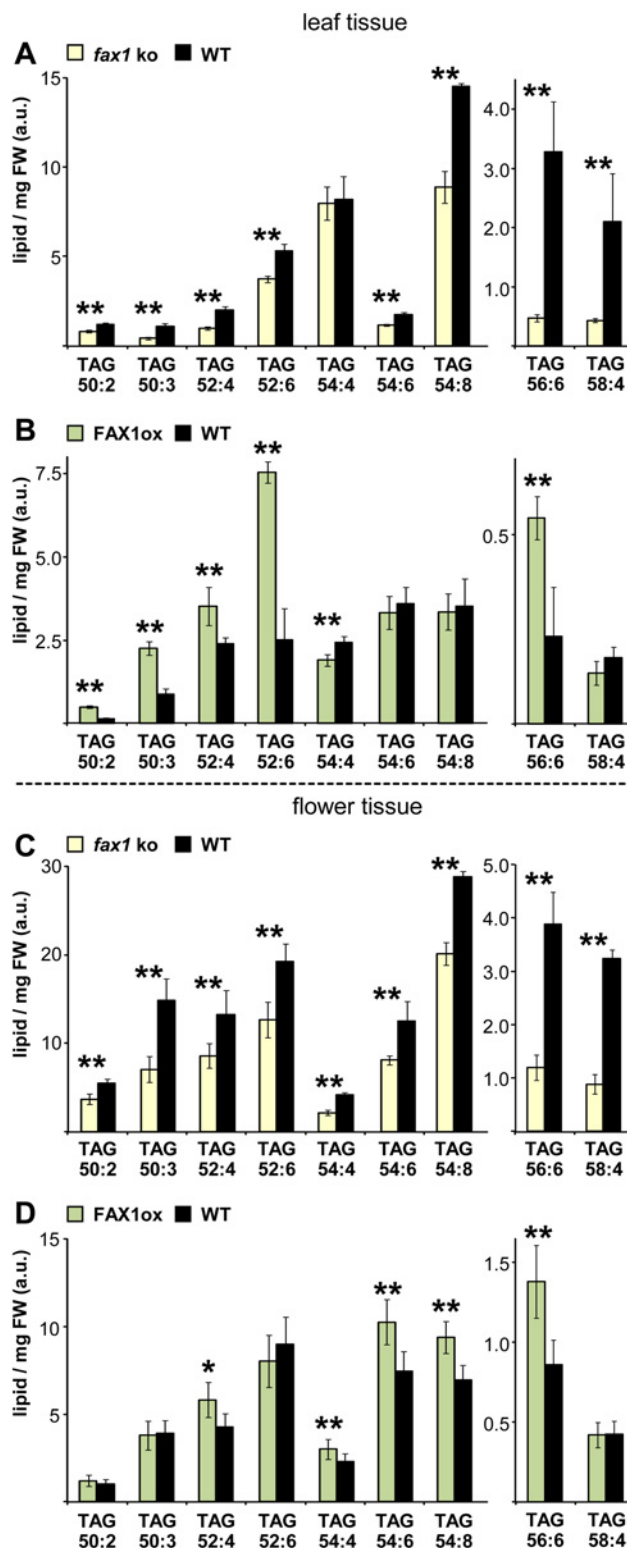 leaf tissue
A
fax1 ko WT
lipid / mg FW (a.u.)
15
10
5
** ** ** ** ** **
4.0
3.0
2.0
1.0
** **
TAG TAG TAG TAG TAG TAG TAG TAG TAG
50:2 50:3 52:4 52:6 54:4 54:6 54:8 56:6 58:4
B
FAX1ox WT
lipid / mg FW (a.u.)
7.5
5.0
2.5
** ** ** ** **
0.5
**
TAG TAG TAG TAG TAG TAG TAG TAG TAG
50:2 50:3 52:4 52:6 54:4 54:6 54:8 56:6 58:4
flower tissue
C
fax1 ko WT
lipid / mg FW (a.u.)
30
20
10
** ** ** ** ** ** **
5.0
4.0
3.0
2.0
1.0
** **
TAG TAG TAG TAG TAG TAG TAG TAG TAG
50:2 50:3 52:4 52:6 54:4 54:6 54:8 56:6 58:4
D
FAX1ox WT
lipid / mg FW (a.u.)
15
10
5
* ** ** **
1.5
1.0
0.5
**
TAG TAG TAG TAG TAG TAG TAG TAG TAG
50:2 50:3 52:4 52:6 54:4 54:6 54:8 56:6 58:4